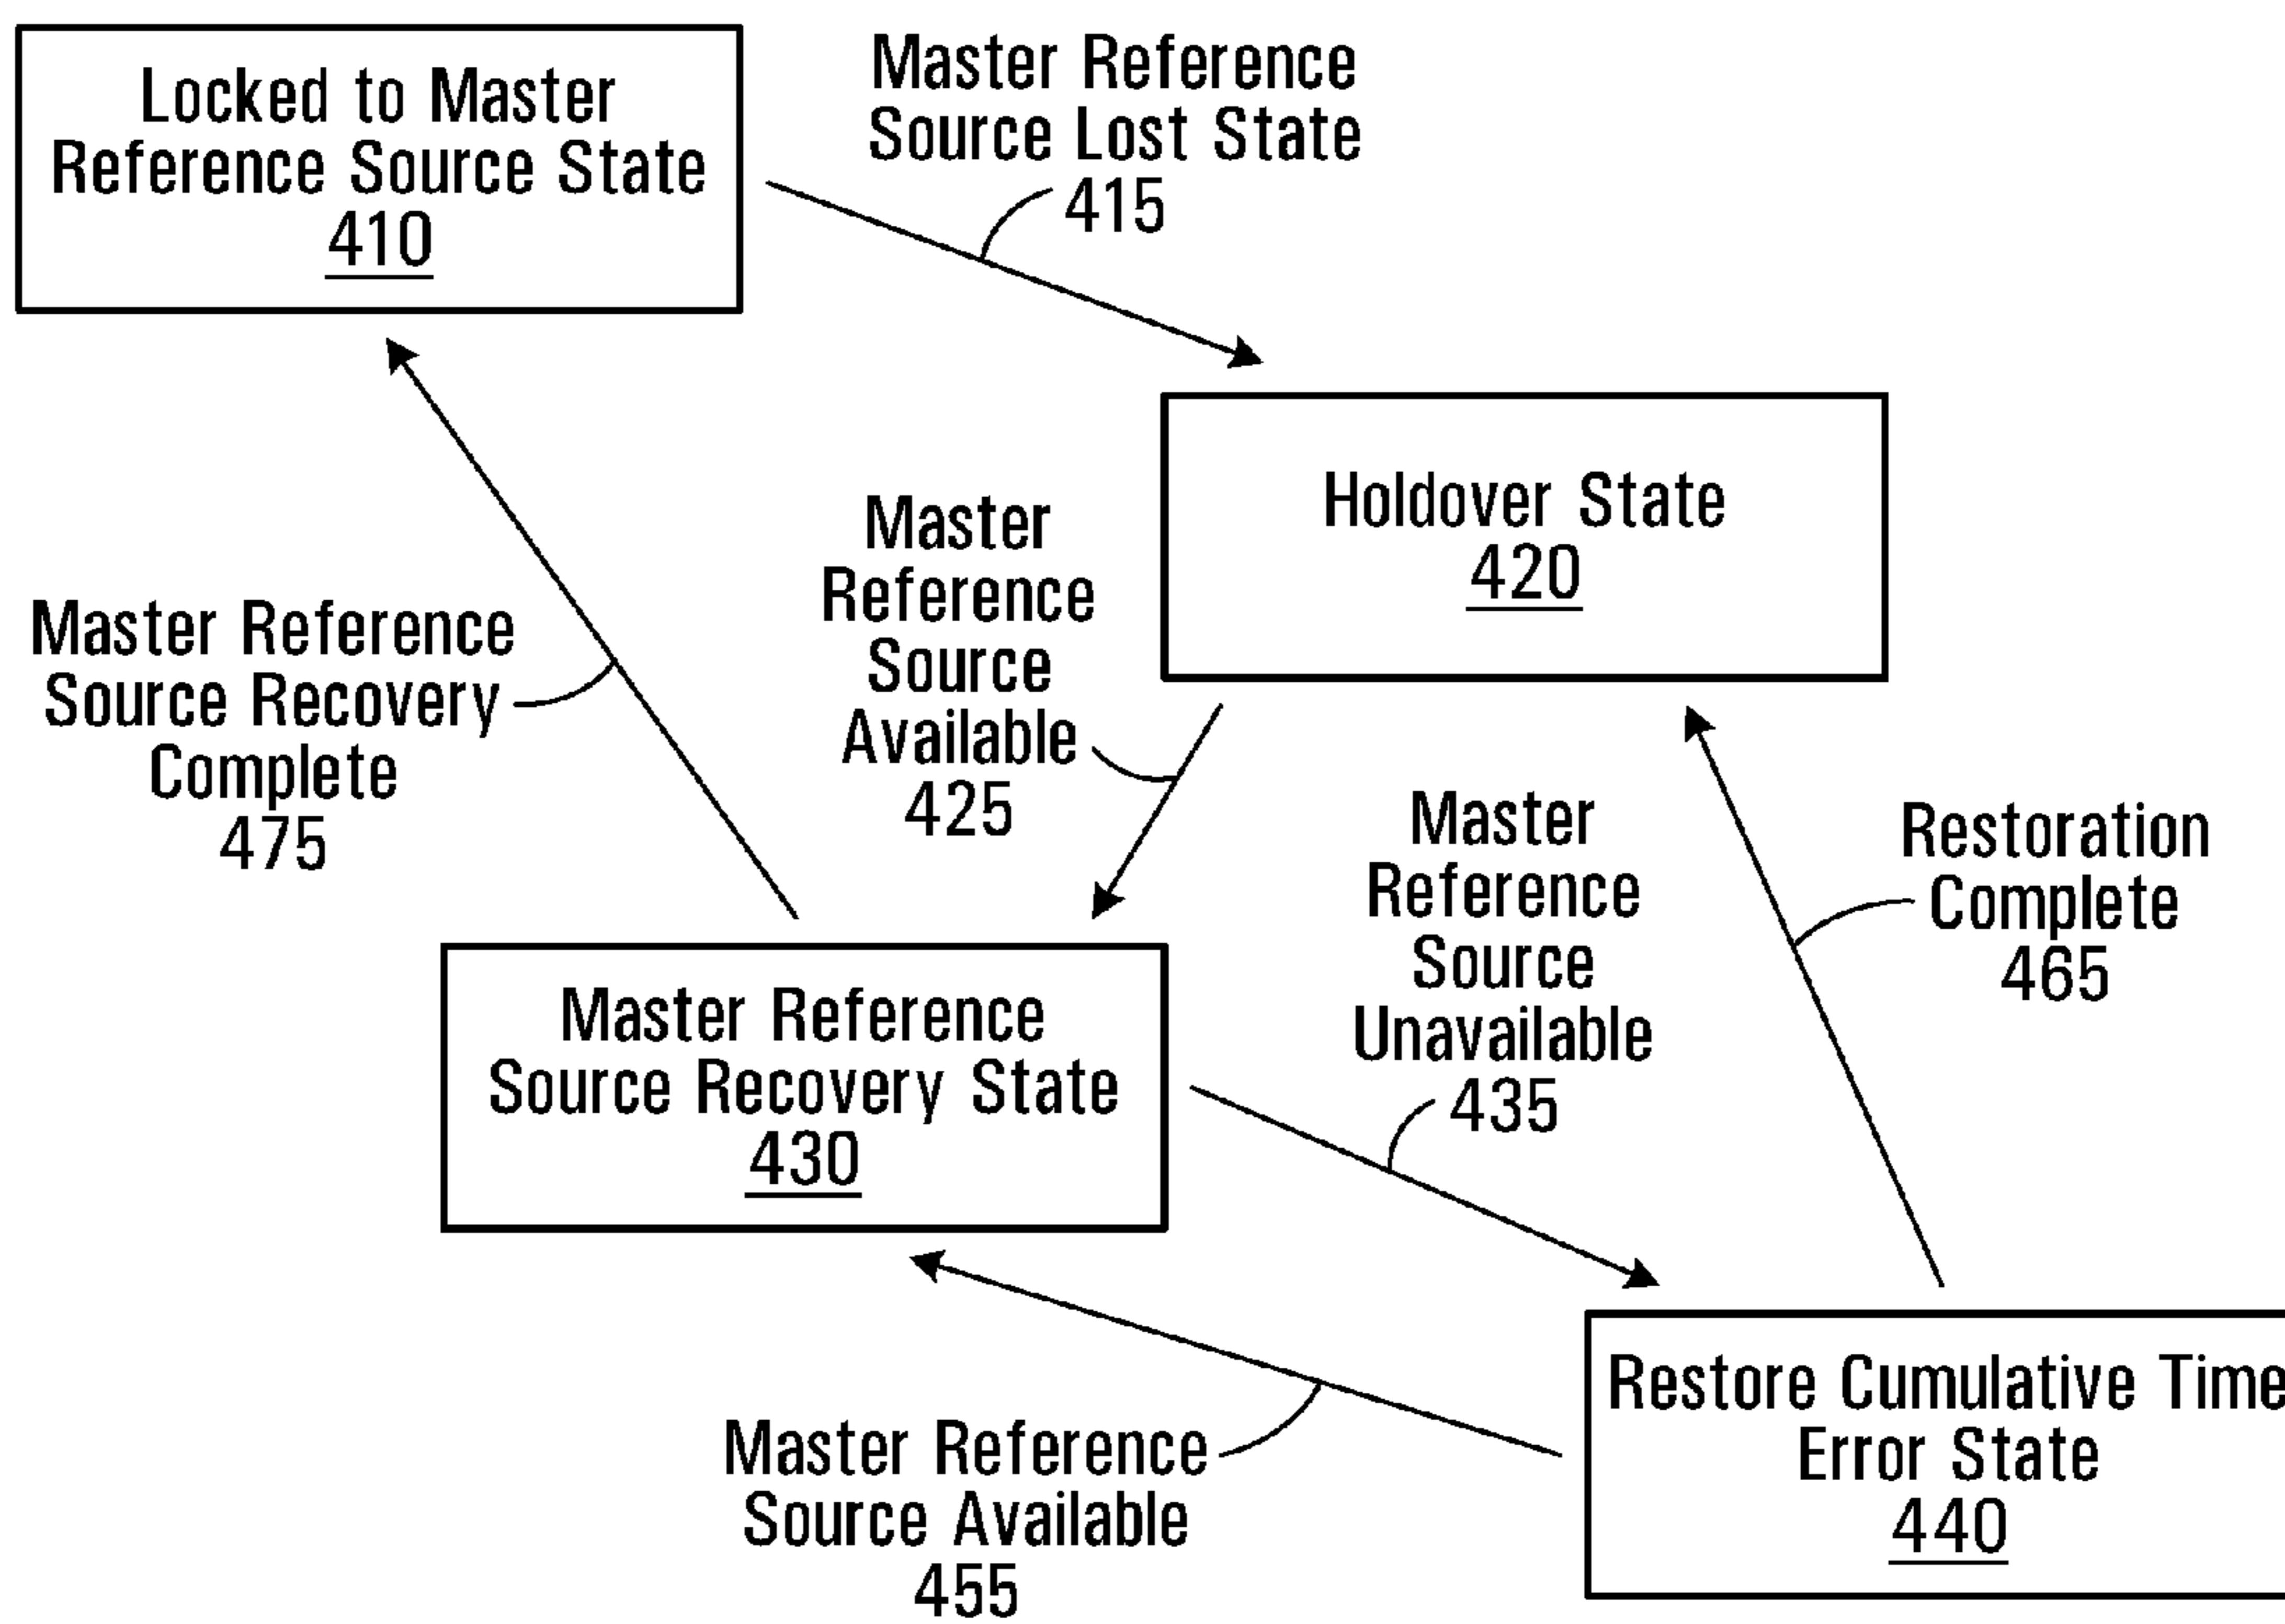 Locked to Master
Reference Source State
410
Master Reference
Source Lost State
415
Holdover State
420
Master
Reference
Source
Available
425
Master Reference
Source Recovery
Complete
475
Master
Reference
Source
Unavailable
435
Restoration
Complete
465
Master Reference
Source Recovery State
430
Restore Cumulative Time
Error State
440
Master Reference
Source Available
455